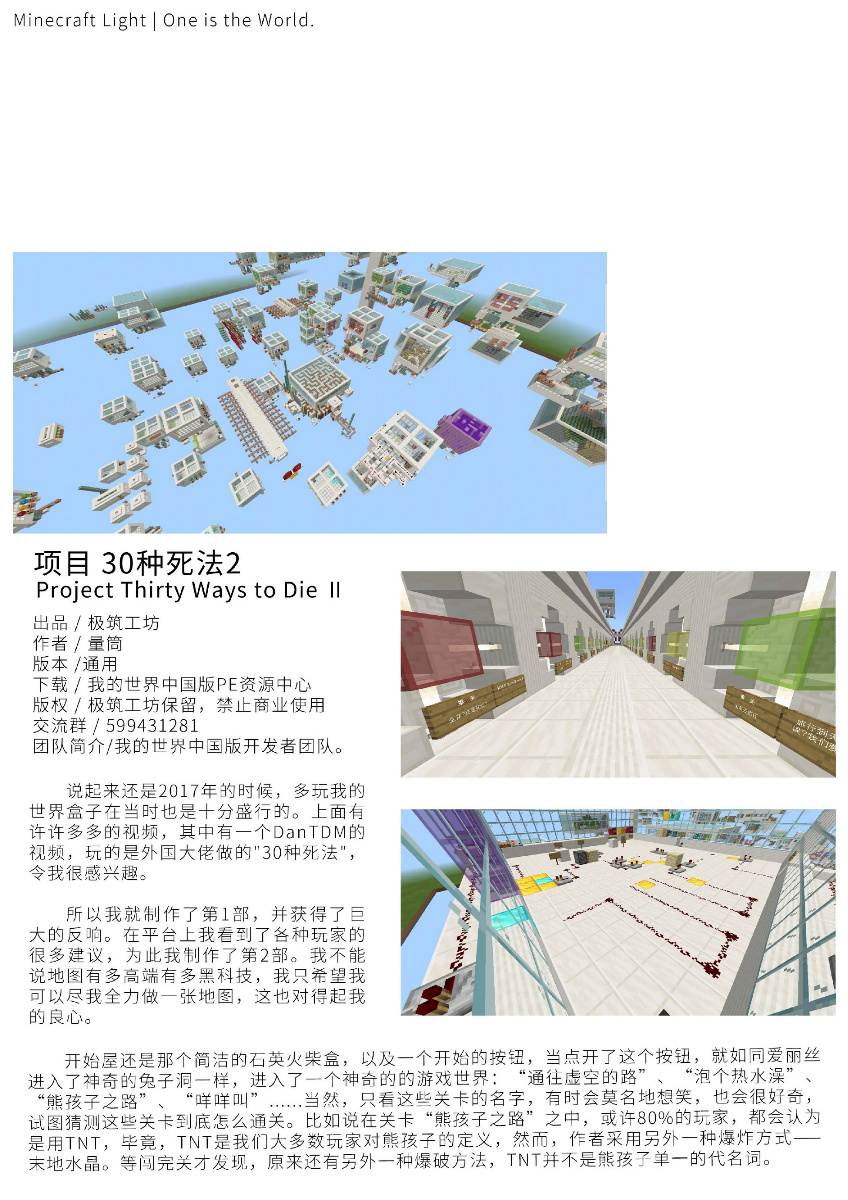 Minecraft Light | One is the World.
项目 30种死法2
Project Thirty Ways to Die Ⅱ
出品 / 极筑工坊
作者 / 量筒
版本 /通用
下载 / 我的世界中国版PE资源中心
版权 / 极筑工坊保留，禁止商业使用
交流群 / 599431281
团队简介/我的世界中国版开发者团队。
说起来还是2017年的时候，多玩我的
世界盒子在当时也是十分盛行的。上面有
许许多多的视频，其中有一个DanTDM的
视频，玩的是外国大佬做的"30种死法"，
令我很感兴趣。
所以我就制作了第1部，并获得了巨
大的反响。在平台上我看到了各种玩家的
很多建议，为此我制作了第2部。我不能
说地图有多高端有多黑科技，我只希望我
可以尽我全力做一张地图，这也对得起我
的良心。
开始屋还是那个简洁的石英火柴盒，以及一个开始的按钮，当点开了这个按钮，就如同爱丽丝
进入了神奇的兔子洞一样，进入了一个神奇的的游戏世界：“通往虚空的路”、“泡个热水澡”、
“熊孩子之路”、“咩咩叫”......当然，只看这些关卡的名字，有时会莫名地想笑，也会很好奇，
试图猜测这些关卡到底怎么通关。比如说在关卡“熊孩子之路”之中，或许80%的玩家，都会认为
是用TNT，毕竟，TNT是我们大多数玩家对熊孩子的定义，然而，作者采用另外一种爆炸方式——
末地水晶。等闯完关才发现，原来还有另外一种爆破方法，TNT并不是熊孩子单一的代名词。